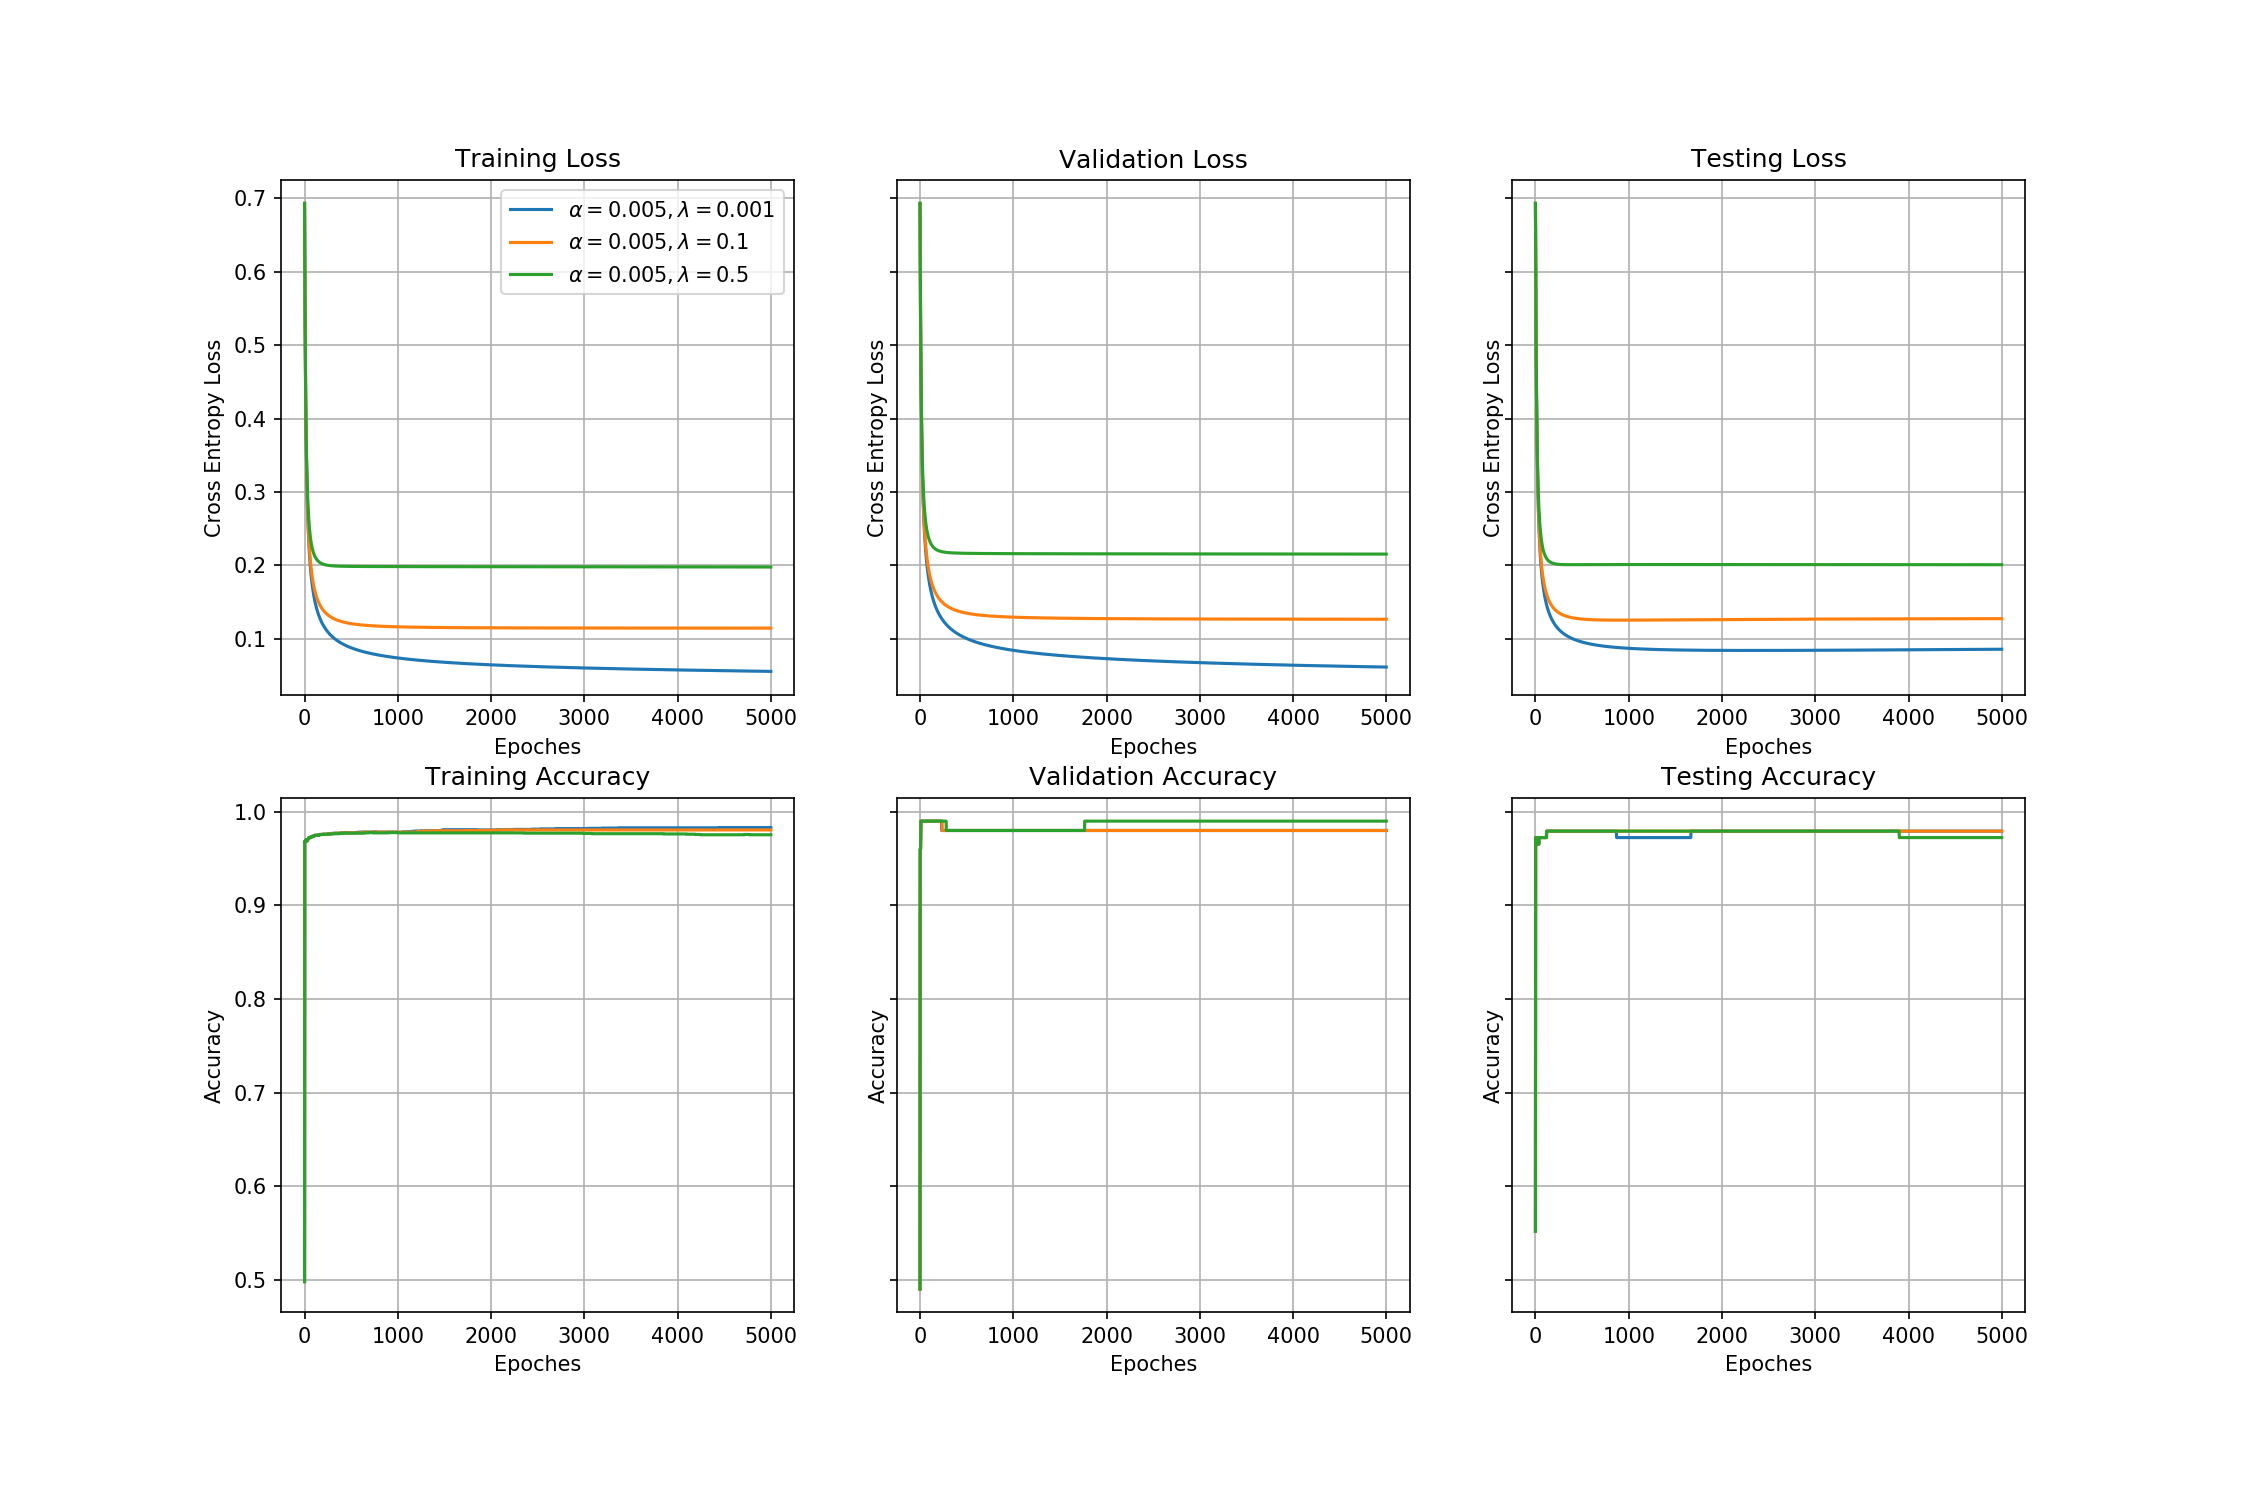 Training Loss
Validation Loss
Testing Loss
0.7
0.6
0.5
0.4
0.3
0.2
0.1
Cross Entropy Loss
α = 0.005, λ = 0.001
α = 0.005, λ = 0.1
α = 0.005, λ = 0.5
0 1000 2000 3000 4000 5000
Epoches
Cross Entropy Loss
0 1000 2000 3000 4000 5000
Epoches
Cross Entropy Loss
0 1000 2000 3000 4000 5000
Epoches
Training Accuracy
Validation Accuracy
Testing Accuracy
1.0
0.9
0.8
0.7
0.6
0.5
Accuracy
0 1000 2000 3000 4000 5000
Epoches
Accuracy
0 1000 2000 3000 4000 5000
Epoches
Accuracy
0 1000 2000 3000 4000 5000
Epoches